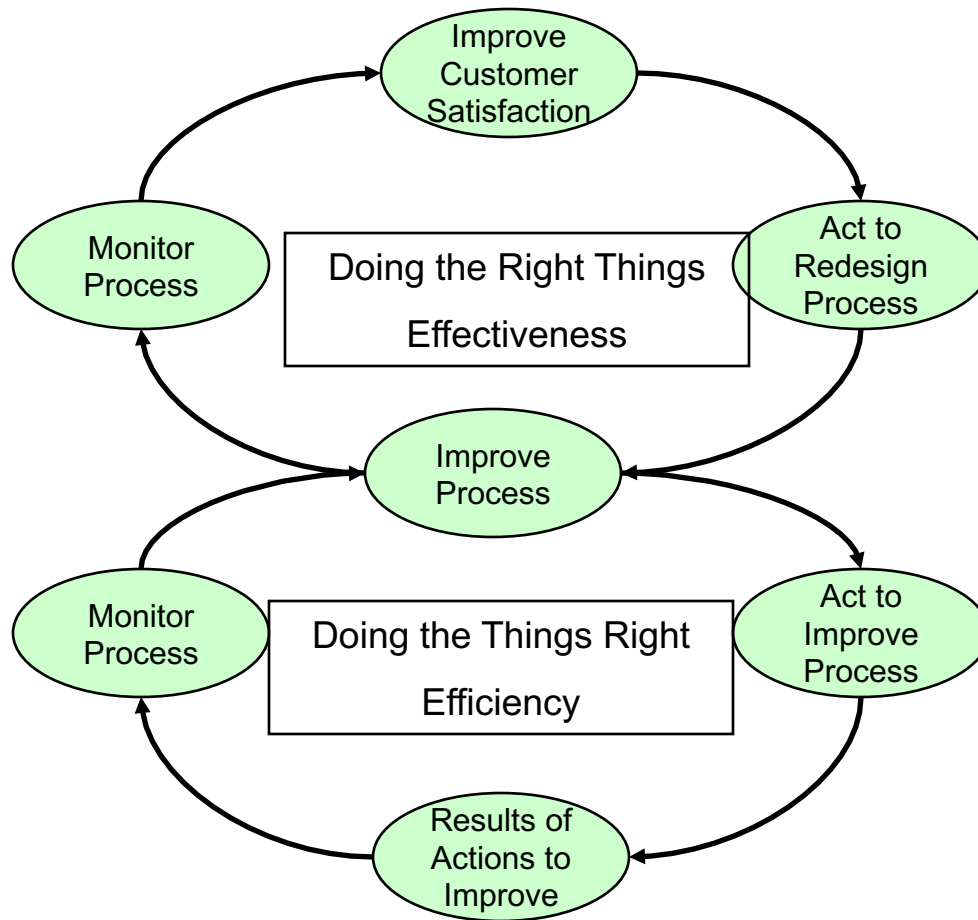 Improve
Customer
Satisfaction
Monitor
Process
Doing the Right Things
Effectiveness
Act to
Redesign
Process
Improve
Process
Monitor
Process
Doing the Things Right
Efficiency
Act to
Improve
Process
Results of
Actions to
Improve